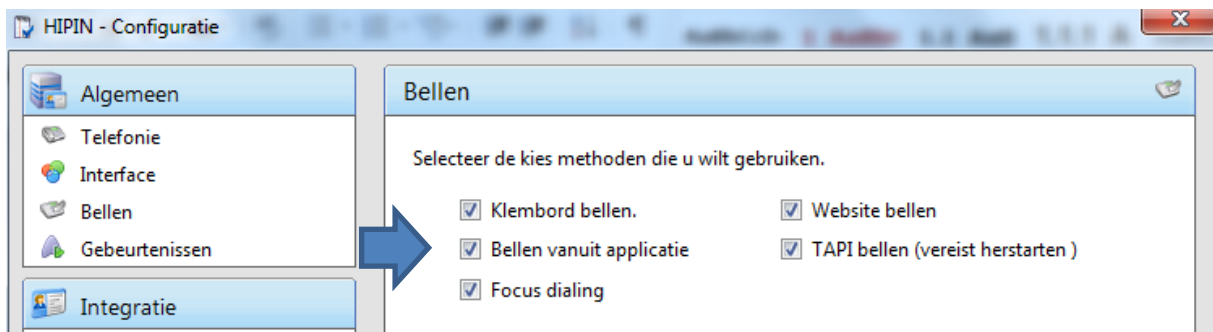 HIPIN - Configuratie
Algemeen
Telefonie
Interface
Bellen
Gebeurtenissen
Integratie
Bellen
Selecteer de kies methoden die u wilt gebruiken.
Klembord bellen.
Website bellen
Bellen vanuit applicatie
TAPI bellen (vereist herstarten )
Focus dialing